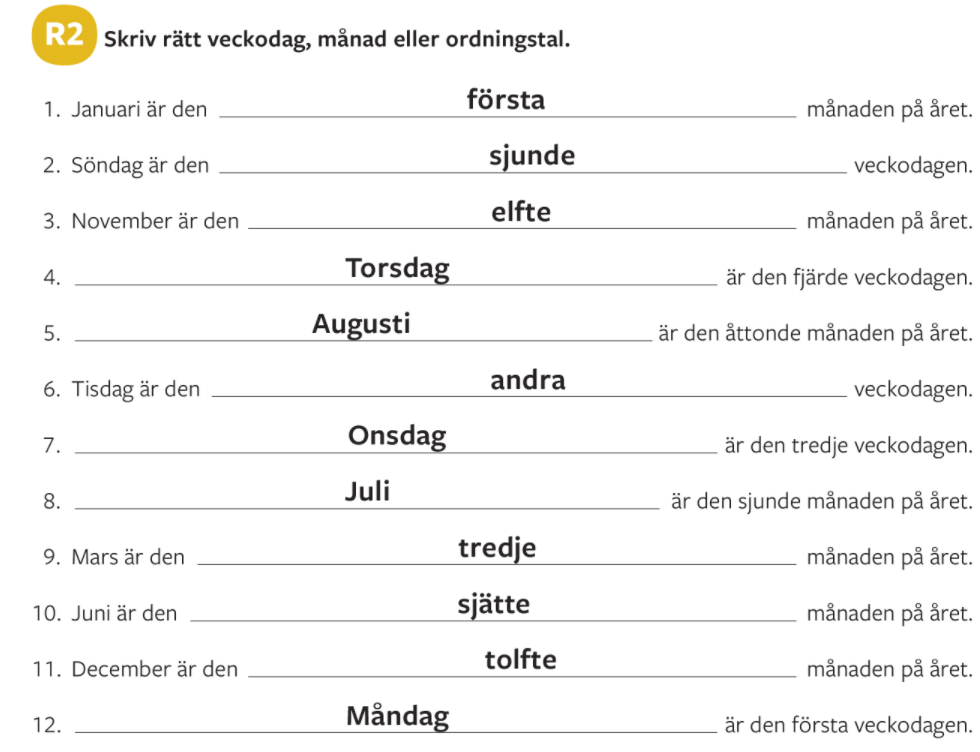 R2 Skriv rätt veckodag, månad eller ordningstal.
1. Januari är den första månaden på året.
2. Söndag är den sjunde veckodagen.
3. November är den elfte månaden på året.
4. Torsdag är den fjärde veckodagen.
5. Augusti är den åttonde månaden på året.
6. Tisdag är den andra veckodagen.
7. Onsdag är den tredje veckodagen.
8. Juli är den sjunde månaden på året.
9. Mars är den tredje månaden på året.
10. Juni är den sjätte månaden på året.
11. December är den tolfte månaden på året.
12. Måndag är den första veckodagen.